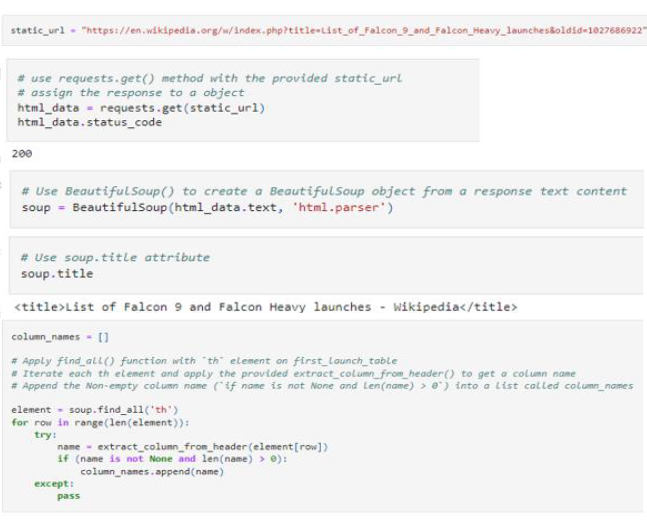 static_url = "https://en.wikipedia.org/w/index.php?title=List_of_Falcon_9_and_Falcon_Heavy_launches&oldid=1027686922"
# use requests.get() method with the provided static_url
# assign the response to a object
html_data = requests.get(static_url)
html_data.status_code
200
# Use BeautifulSoup() to create a BeautifulSoup object from a response text content
soup = BeautifulSoup(html_data.text, 'html.parser')
# Use soup.title attribute
soup.title
<title>List of Falcon 9 and Falcon Heavy launches - Wikipedia</title>
column_names = []
# Apply find_all() function with `th` element on first_launch_table
# Iterate each th element and apply the provided extract_column_from_header() to get a column name
# Append the Non-empty column name (`if name is not None and len(name) > 0`) into a list called column_names
element = soup.find_all('th')
for row in range(len(element)):
    try:
        name = extract_column_from_header(element[row])
        if (name is not None and len(name) > 0):
            column_names.append(name)
    except:
        pass